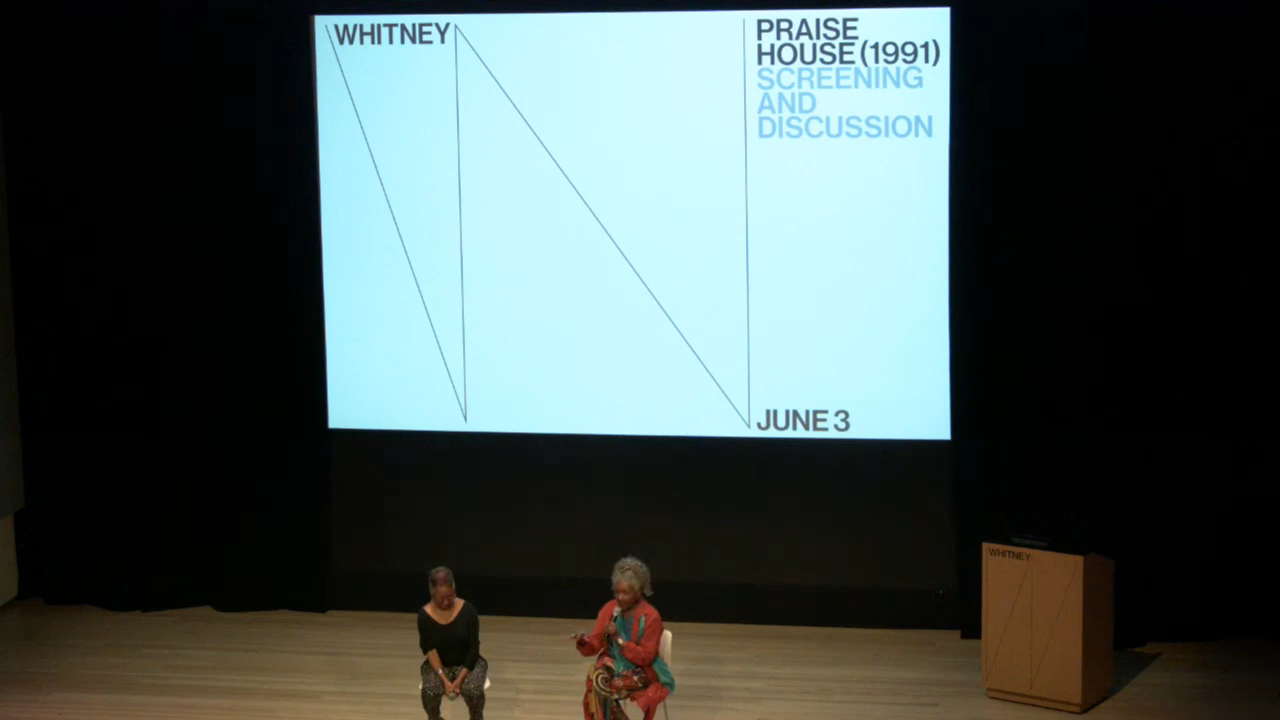 WHITNEY
PRAISE
HOUSE (1991)
SCREENING
AND
DISCUSSION
JUNE 3
WHITNEY